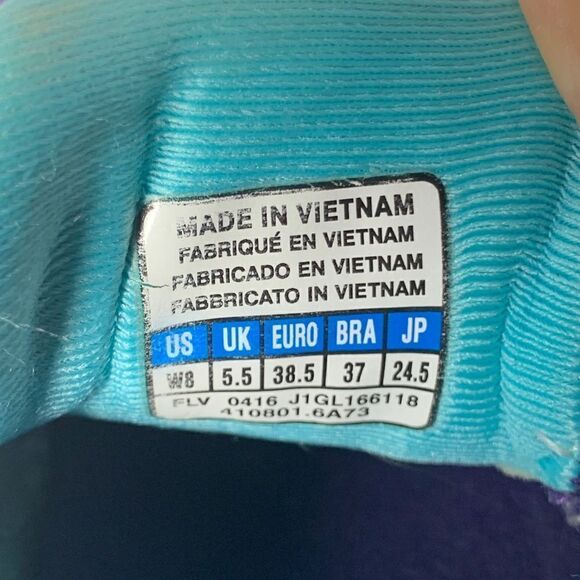 MADE IN VIETNAM
FABRIQUÉ EN VIETNAM
FABRICADO EN VIETNAM
FABBRICATO IN VIETNAM
US UK EURO BRA JP
W8 5.5 38.5 37 24.5
FLV 0416 J1GL166118
410801.6A73